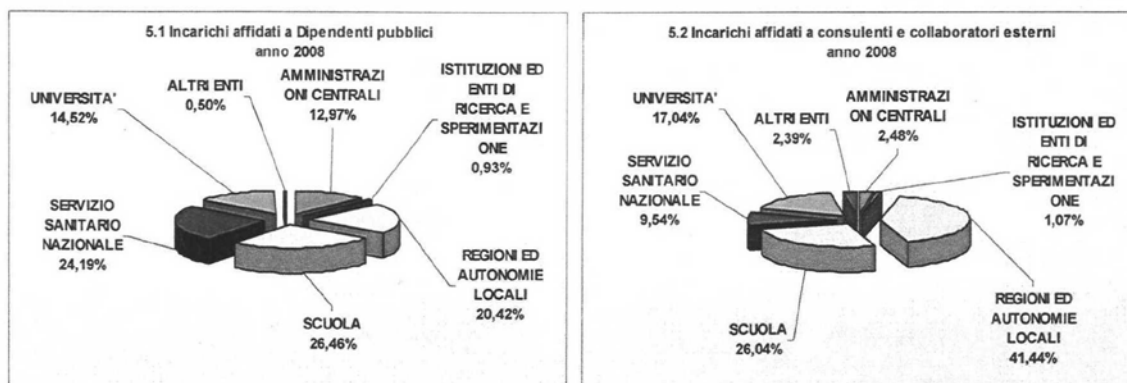 5.1 Incarichi affidati a Dipendenti pubblici
anno 2008
UNIVERSITA'
14,52%
ALTRI ENTI
0,50%
AMMINISTRAZI
ONI CENTRALI
12,97%
ISTITUZIONI ED
ENTI DI
RICERCA E
SPERIMENTAZI
ONE
0,93%
SERVIZIO
SANITARIO
NAZIONALE
24,19%
REGIONI ED
AUTONOMIE
LOCALI
20,42%
SCUOLA
26,46%
5.2 Incarichi affidati a consulenti e collaboratori esterni
anno 2008
UNIVERSITA'
17,04%
ALTRI ENTI
2,39%
AMMINISTRAZI
ONI CENTRALI
2,48%
ISTITUZIONI ED
ENTI DI
RICERCA E
SPERIMENTAZI
ONE
1,07%
SERVIZIO
SANITARIO
NAZIONALE
9,54%
REGIONI ED
AUTONOMIE
LOCALI
41,44%
SCUOLA
26,04%